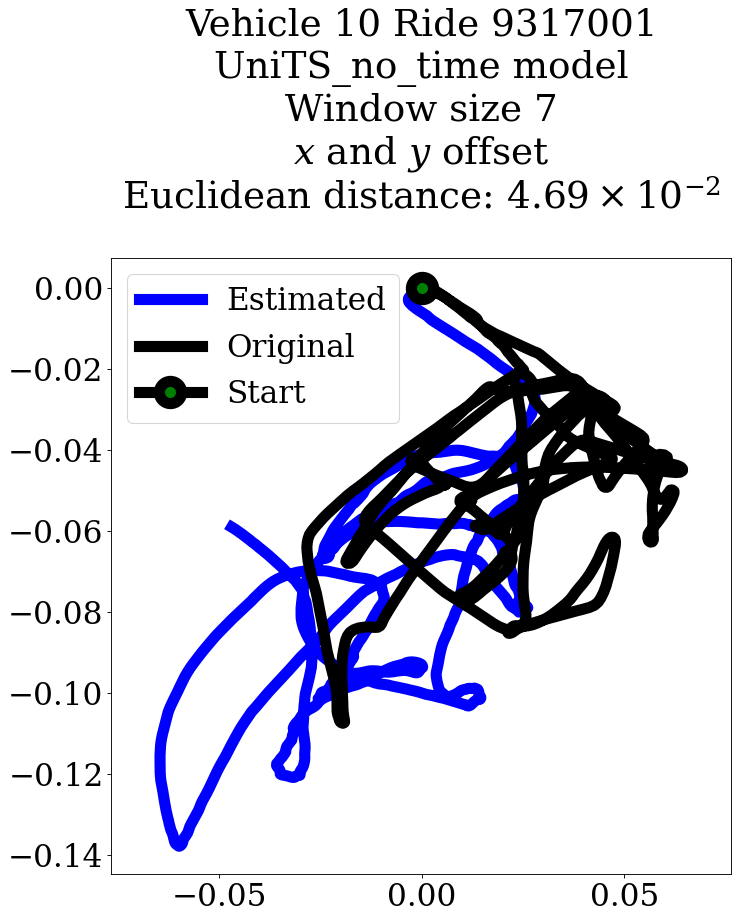 Vehicle 10 Ride 9317001
UniTS_no_time model
Window size 7
x and y offset
Euclidean distance: 4.69 × 10⁻²
Estimated
Original
Start
0.00
−0.02
−0.04
−0.06
−0.08
−0.10
−0.12
−0.14
−0.05
0.00
0.05